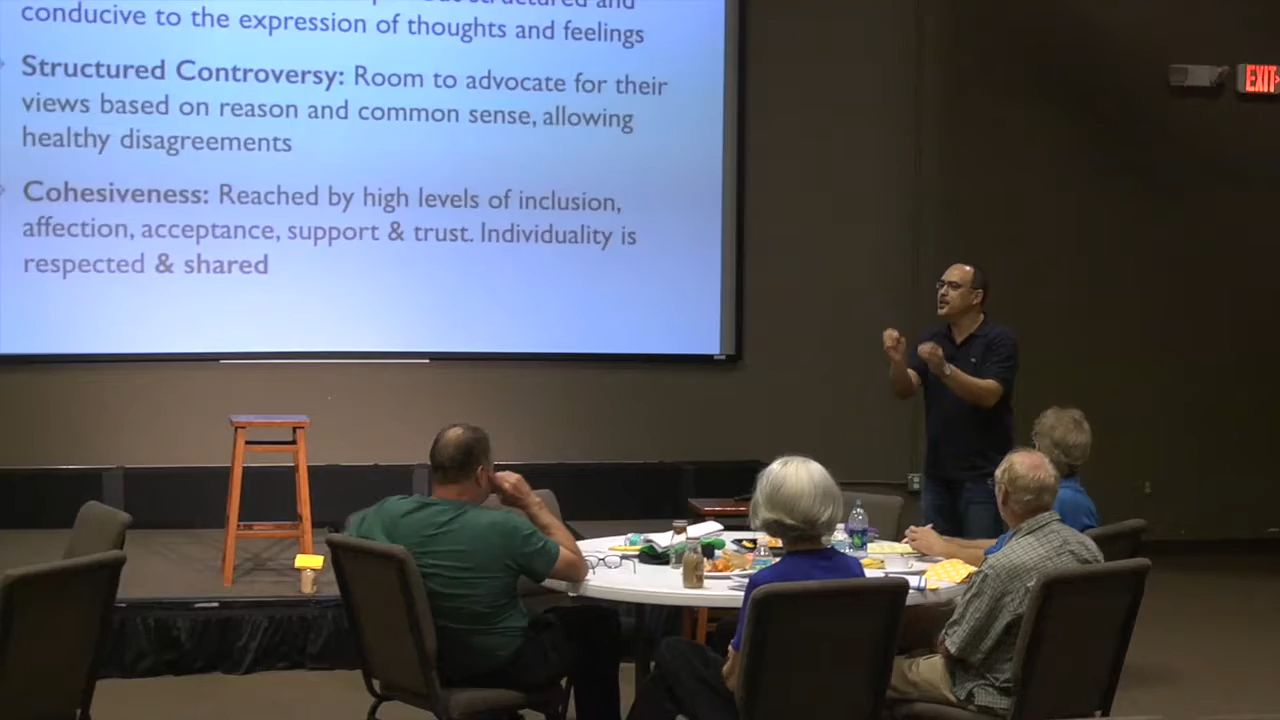 structured and
conducive to the expression of thoughts and feelings
Structured Controversy: Room to advocate for their
views based on reason and common sense, allowing
healthy disagreements
Cohesiveness: Reached by high levels of inclusion,
affection, acceptance, support & trust. Individuality is
respected & shared
EXIT